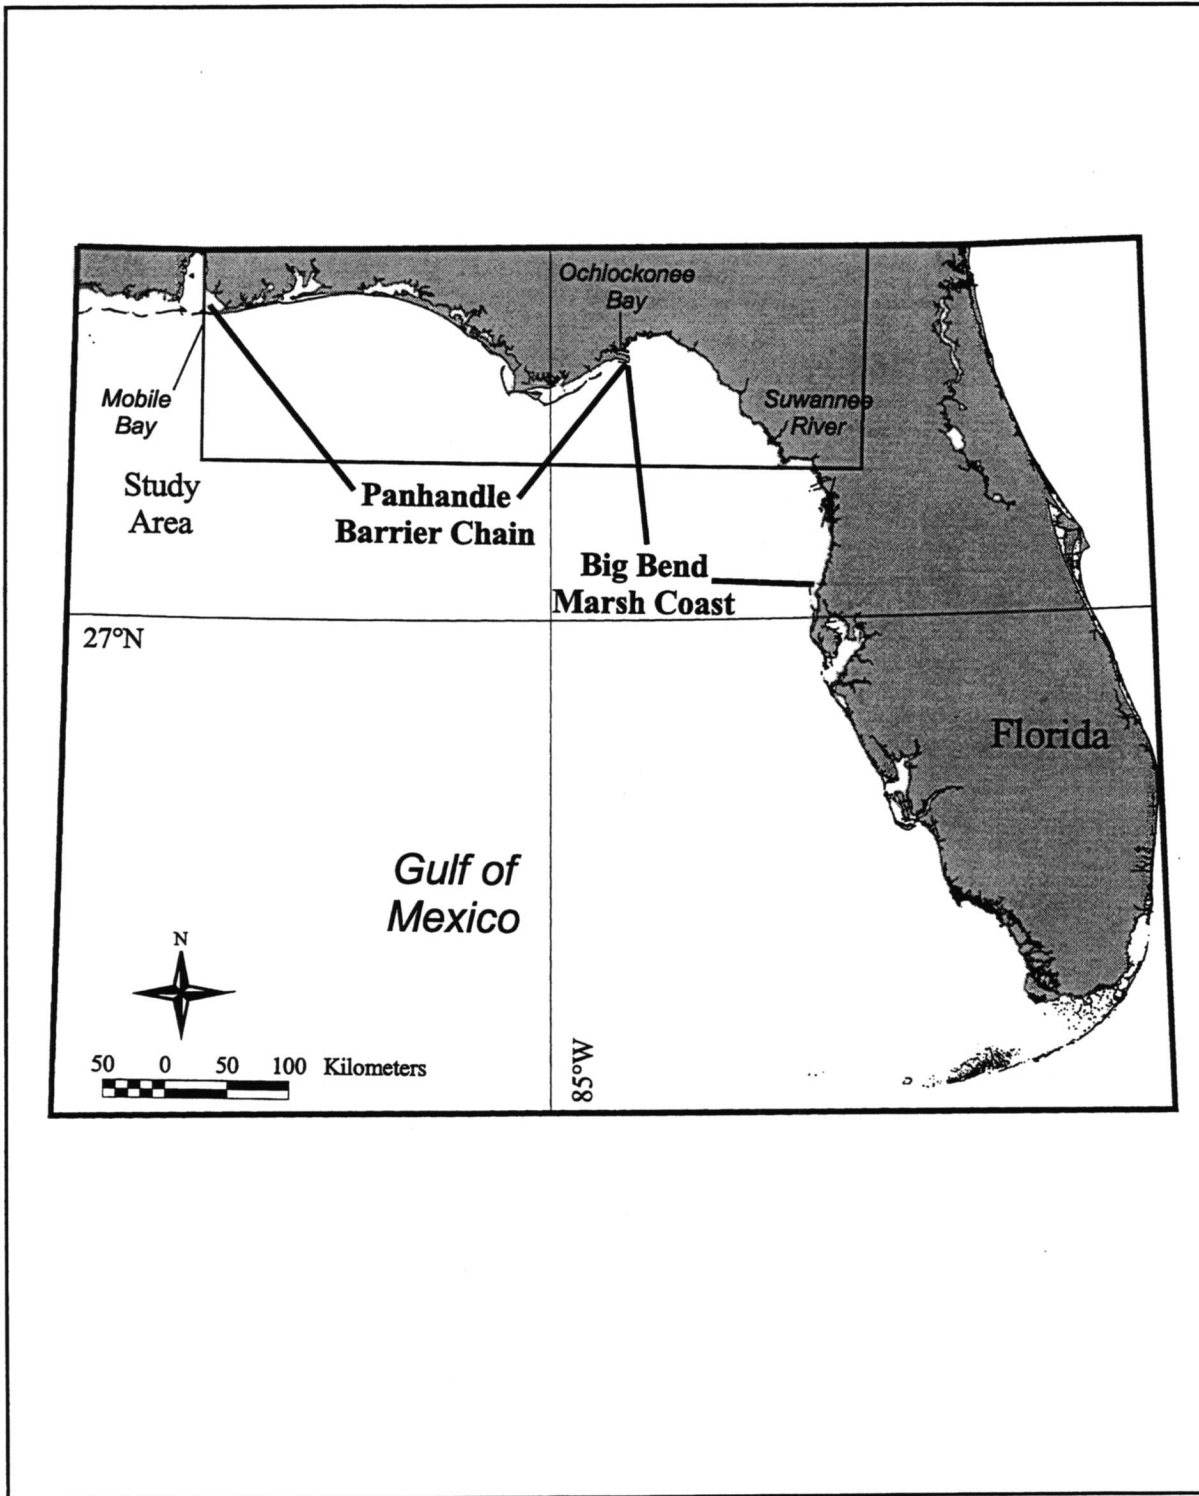 Ochlockonee
Bay
Mobile
Bay
Suwannee
River
Study
Area
Panhandle
Barrier Chain
Big Bend
Marsh Coast
27°N
Florida
Gulf of
Mexico
N
50 0 50 100 Kilometers
85°W